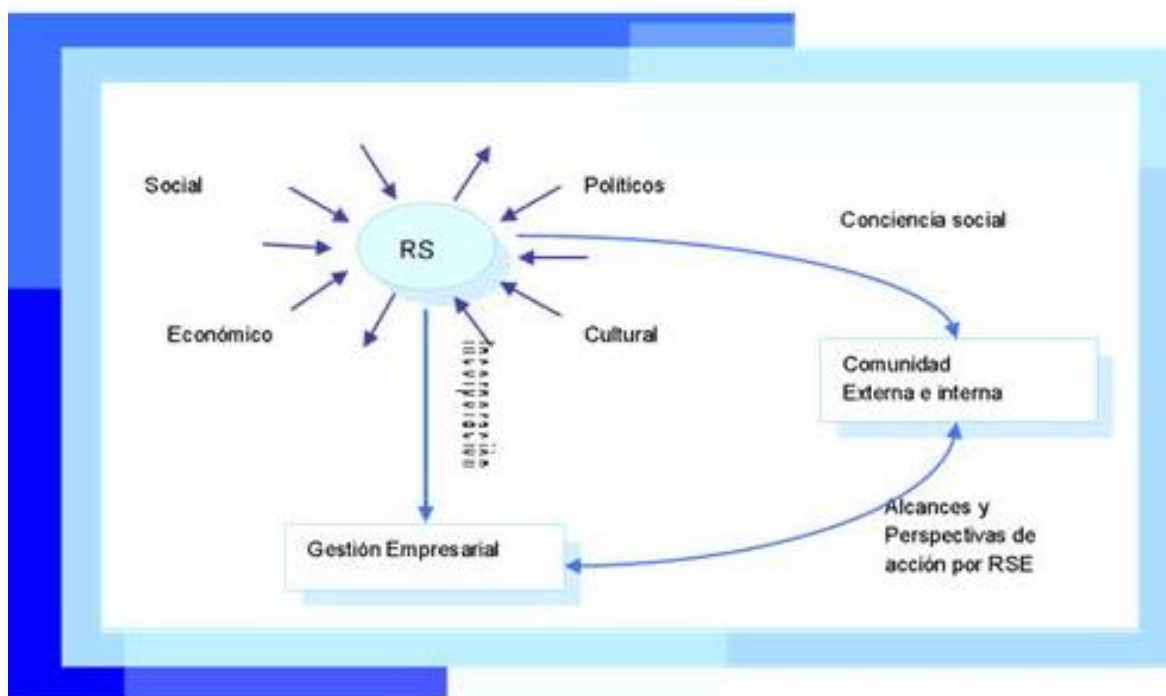 Social
Políticos
Conciencia social
RS
Económico
Cultural
Comunidad
Externa e interna
Alcances y
Perspectivas de
acción por RSE
Gestión Empresarial